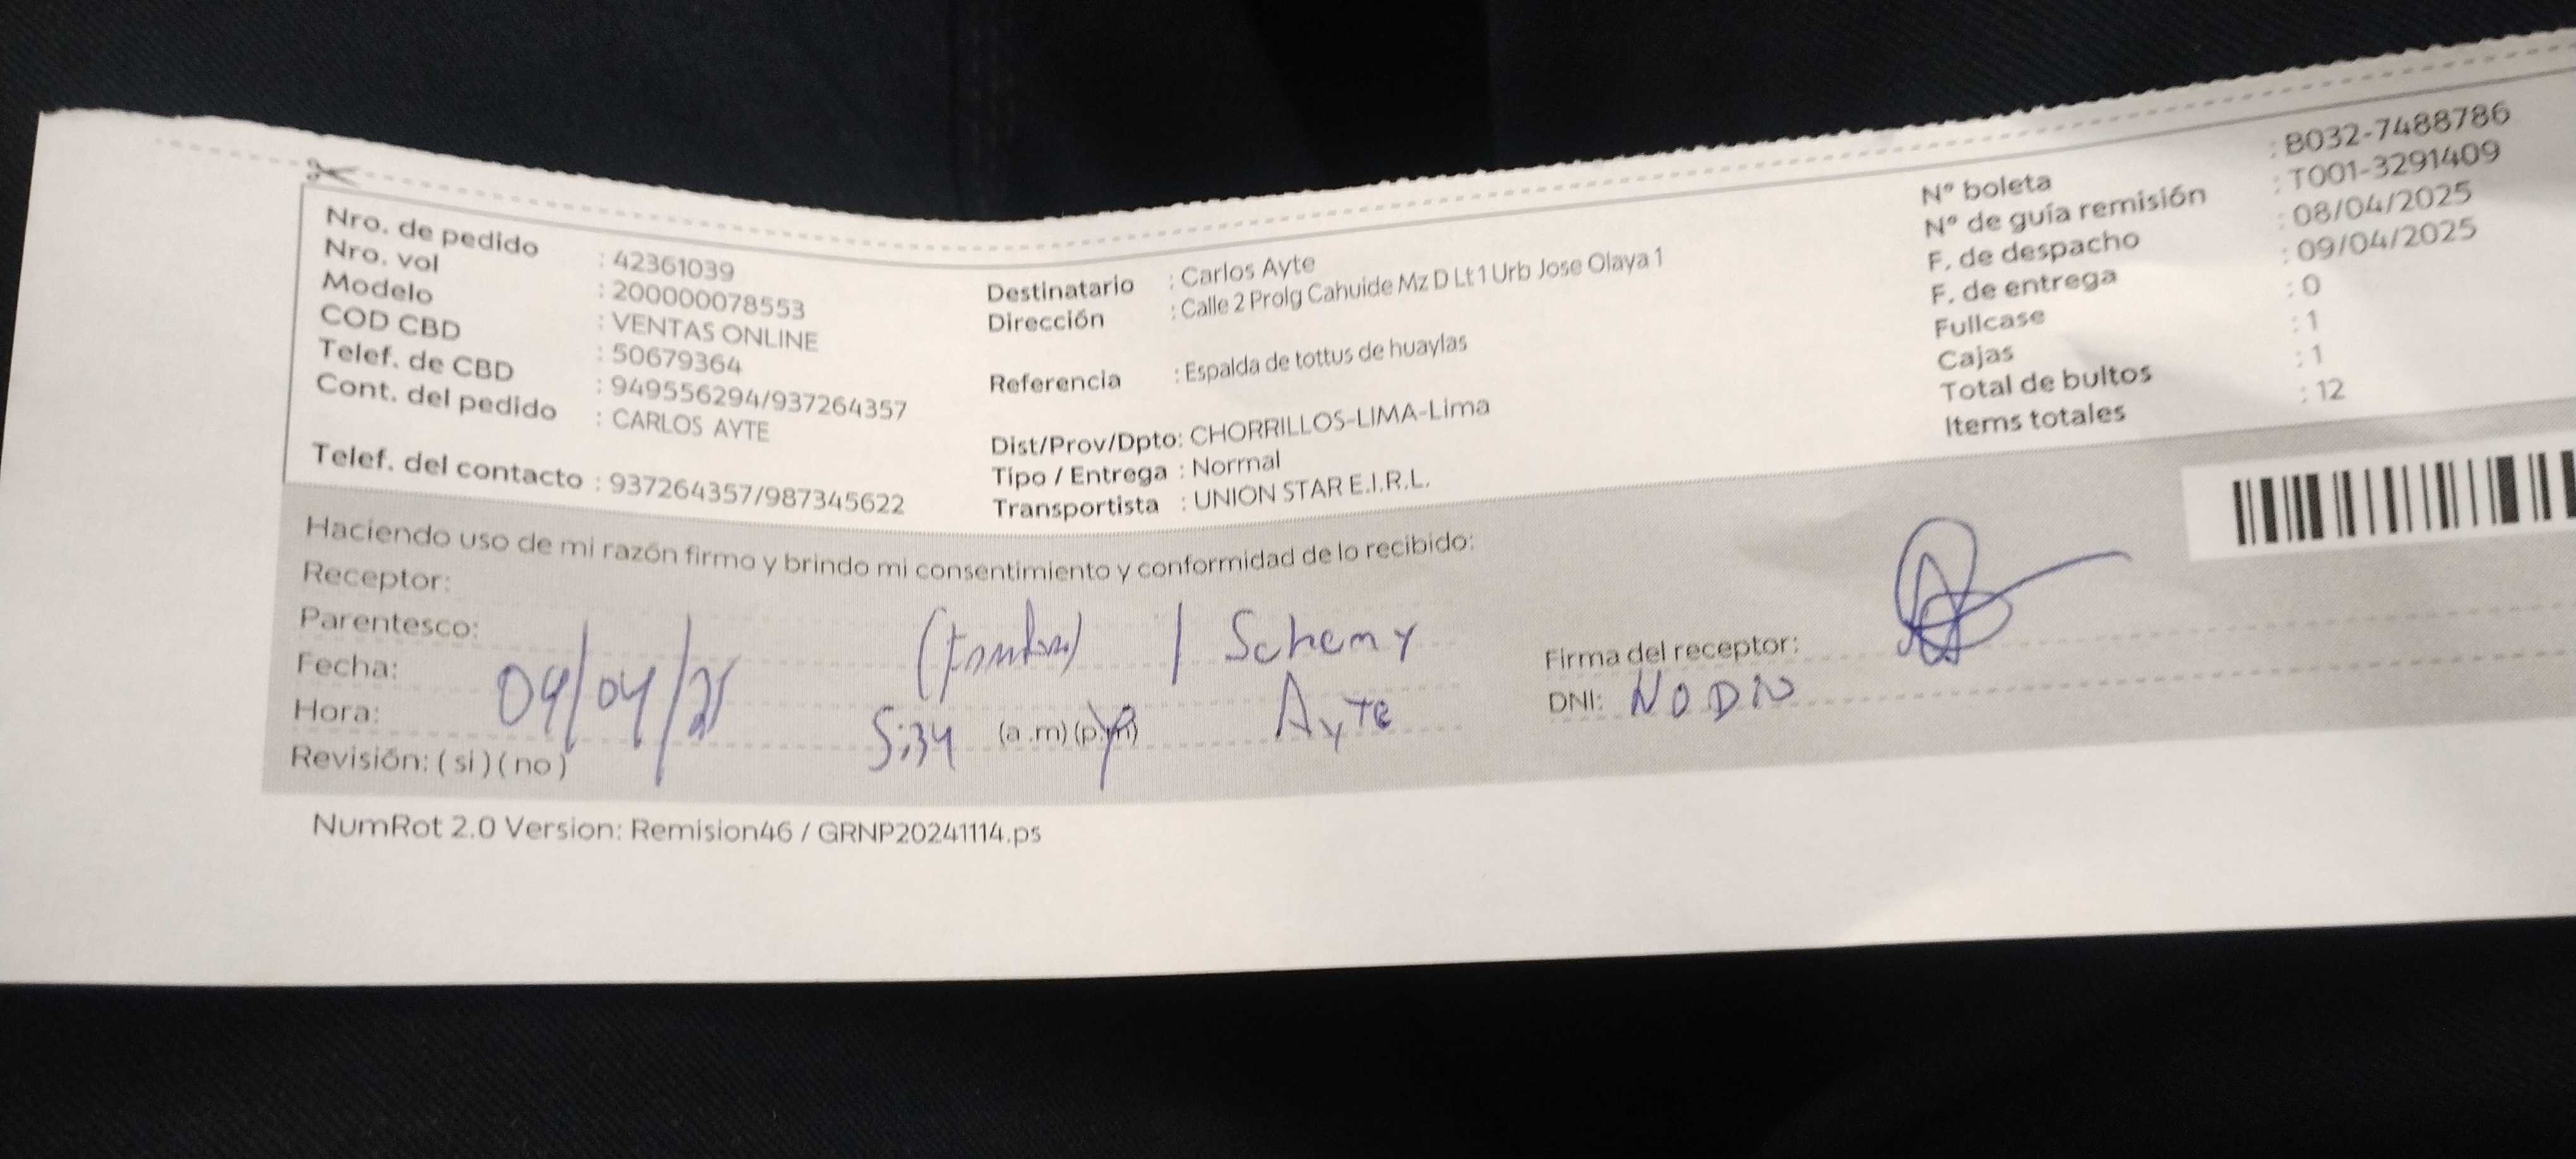 Nro. de pedido : 42361039
Nro. vol : 200000078553
Modelo : VENTAS ONLINE
COD CBD : 50679364
Telef. de CBD : 949556294/937264357
Cont. del pedido : CARLOS AYTE
Telef. del contacto : 937264357/987345622
Destinatario : Carlos Ayte
Dirección : Calle 2 Prolg Cahuide Mz D Lt 1 Urb Jose Olaya 1
Referencia : Espalda de tottus de huaylas
Dist/Prov/Dpto: CHORRILLOS-LIMA-Lima
Tipo / Entrega : Normal
Transportista : UNION STAR E.I.R.L.
N° boleta : B032-7488786
N° de guía remisión : T001-3291409
F. de despacho : 08/04/2025
F. de entrega : 09/04/2025
Fullcase : 0
Cajas : 1
Total de bultos : 1
Items totales : 12
Haciendo uso de mi razón firmo y brindo mi consentimiento y conformidad de lo recibido:
Receptor:
Parentesco: / Schemy
Fecha: 09/04/25 Ayte
Hora: 5:34 (a .m) (p.m)
Revisión: ( si ) ( no )
Firma del receptor:
DNI: NO DN
NumRot 2.0 Version: Remision46 / GRNP20241114.ps